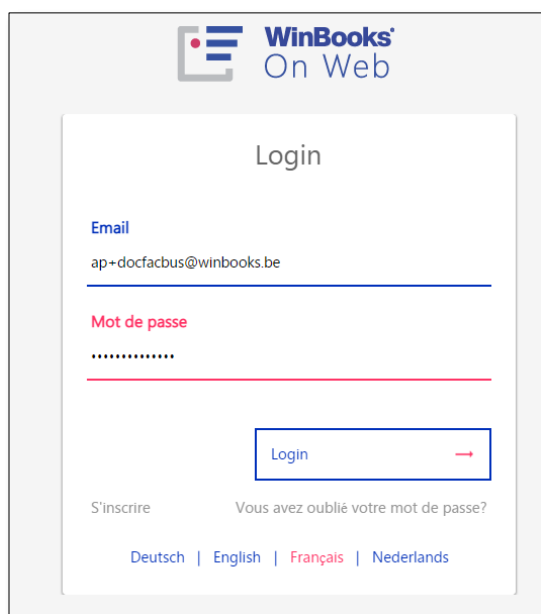 WinBooks
On Web
Login
Email
ap+docfacbus@winbooks.be
Mot de passe
••••••••••••••
Login →
S'inscrire Vous avez oublié votre mot de passe?
Deutsch | English | Français | Nederlands